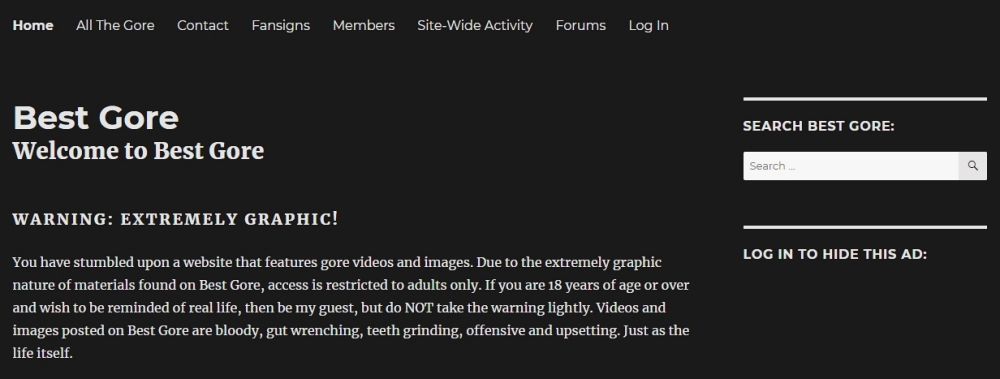 Home All The Gore Contact Fansigns Members Site-Wide Activity Forums Log In
Best Gore
Welcome to Best Gore
WARNING: EXTREMELY GRAPHIC!
You have stumbled upon a website that features gore videos and images. Due to the extremely graphic
nature of materials found on Best Gore, access is restricted to adults only. If you are 18 years of age or over
and wish to be reminded of real life, then be my guest, but do NOT take the warning lightly. Videos and
images posted on Best Gore are bloody, gut wrenching, teeth grinding, offensive and upsetting. Just as the
life itself.
SEARCH BEST GORE:
Search ...
LOG IN TO HIDE THIS AD: